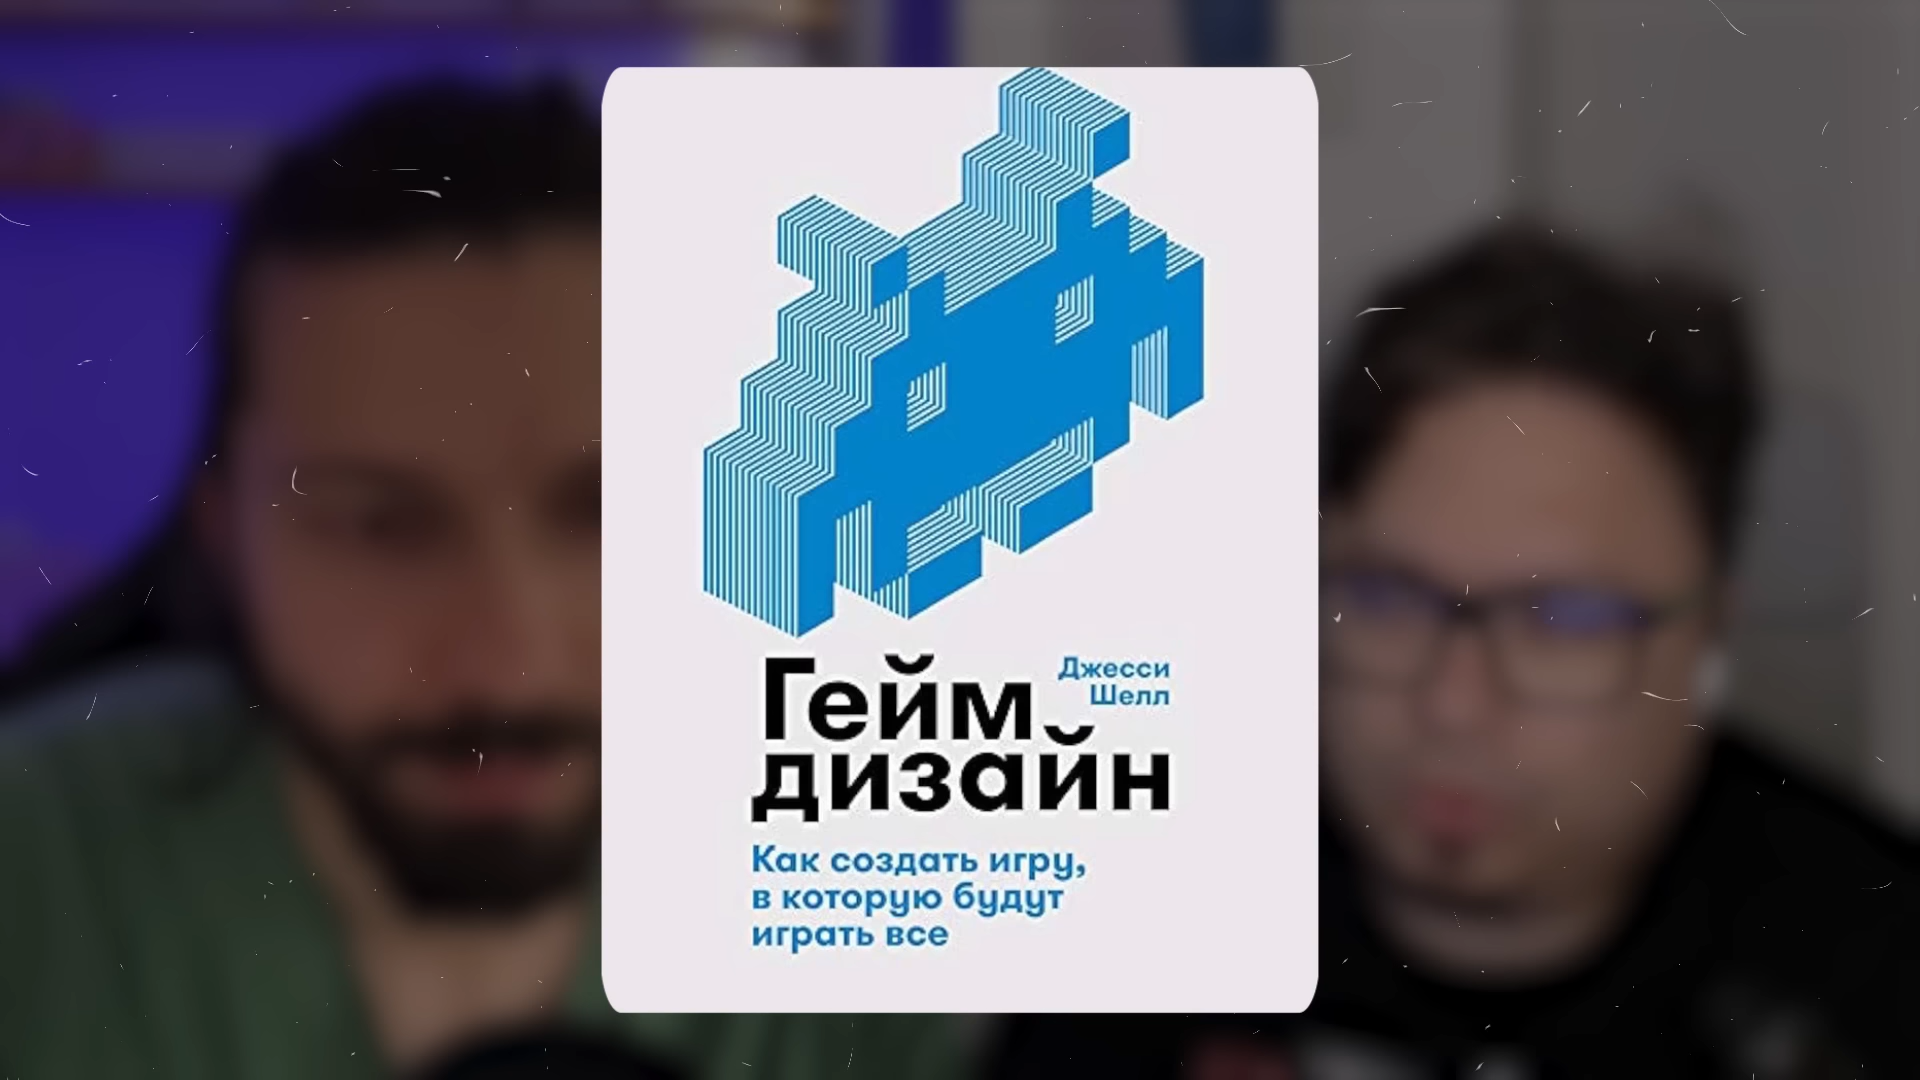 Гейм
Джесси
Шелл
дизайн
Как создать игру,
в которую будут
играть все